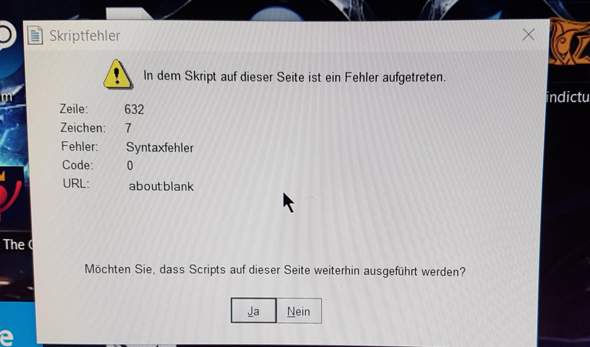 Skriptfehler
In dem Skript auf dieser Seite ist ein Fehler aufgetreten.
Zeile: 632
Zeichen: 7
Fehler: Syntaxfehler
Code: 0
URL: about:blank
Möchten Sie, dass Scripts auf dieser Seite weiterhin ausgeführt werden?
Ja Nein
indictu
The